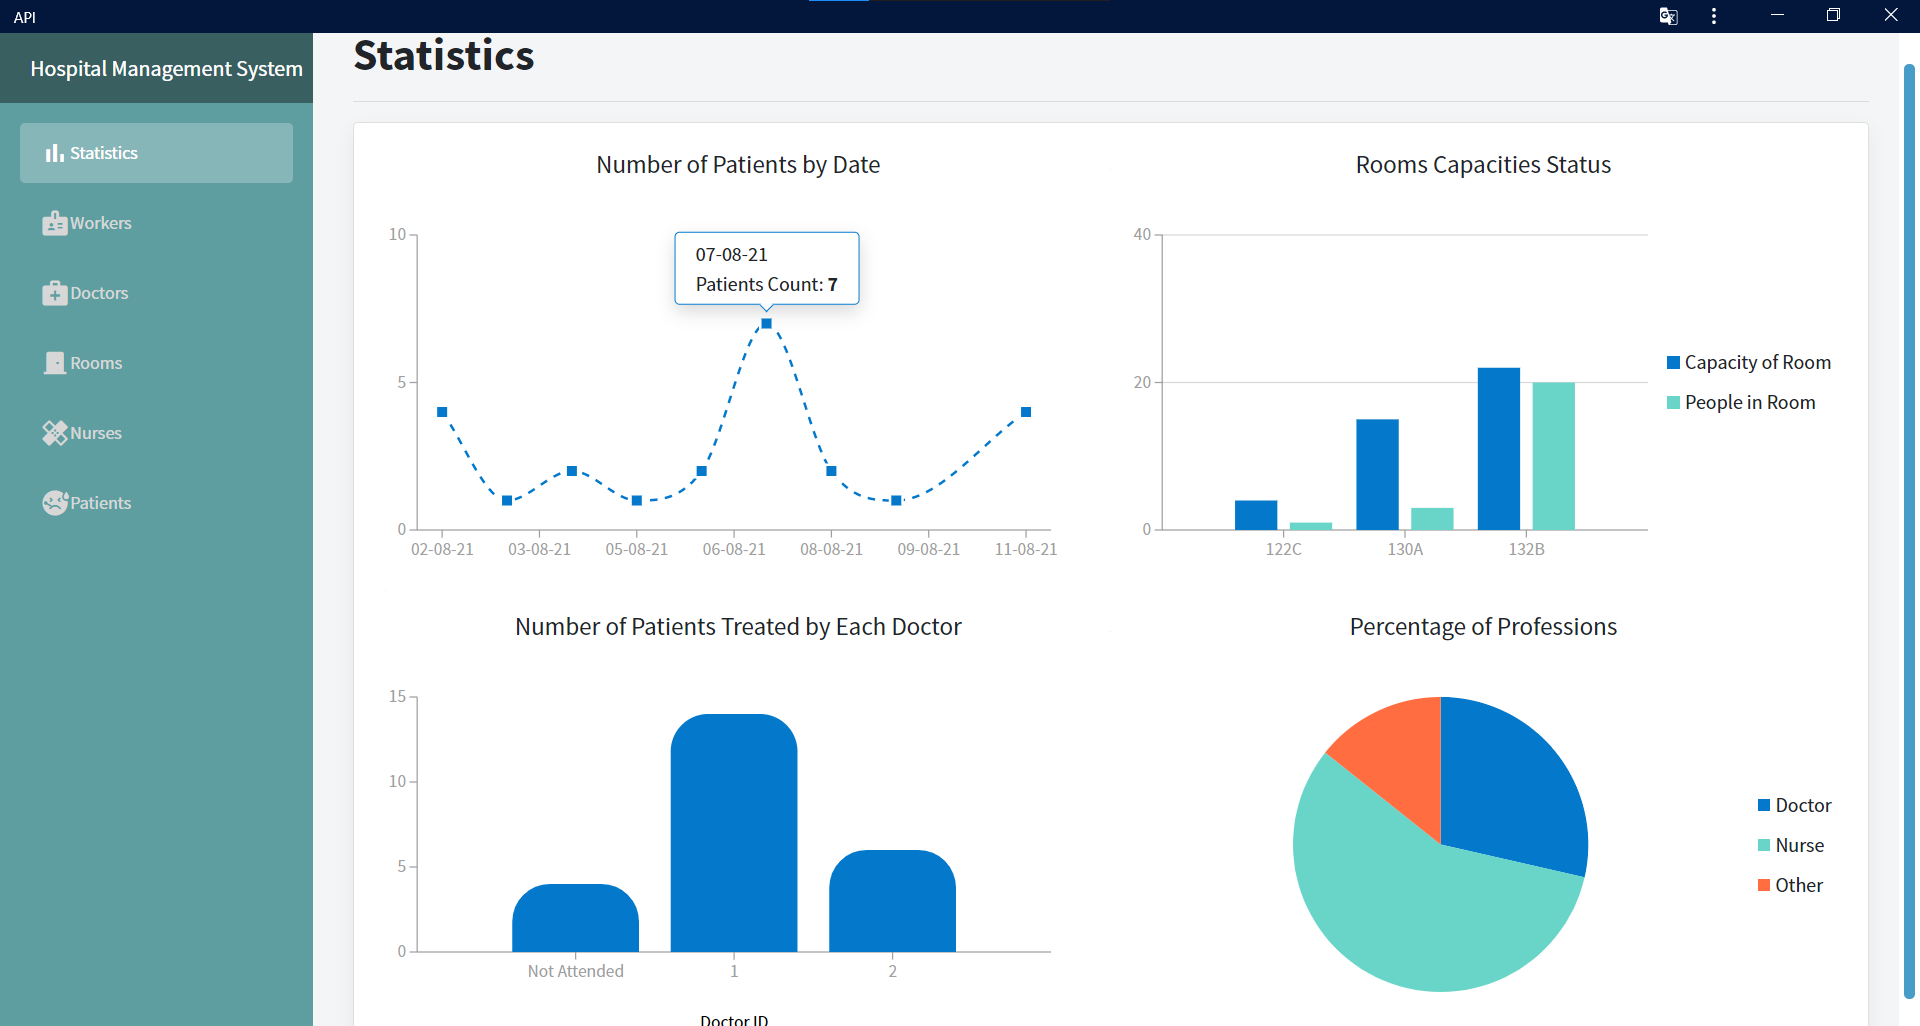 API
Hospital Management System
Statistics
Workers
Doctors
Rooms
Nurses
Patients
Statistics
Number of Patients by Date
10
5
0
02-08-21 03-08-21 05-08-21 06-08-21 08-08-21 09-08-21 11-08-21
07-08-21
Patients Count: 7
Rooms Capacities Status
40
20
0
122C 130A 132B
Capacity of Room
People in Room
Number of Patients Treated by Each Doctor
15
10
5
0
Not Attended 1 2
Doctor ID
Percentage of Professions
Doctor
Nurse
Other